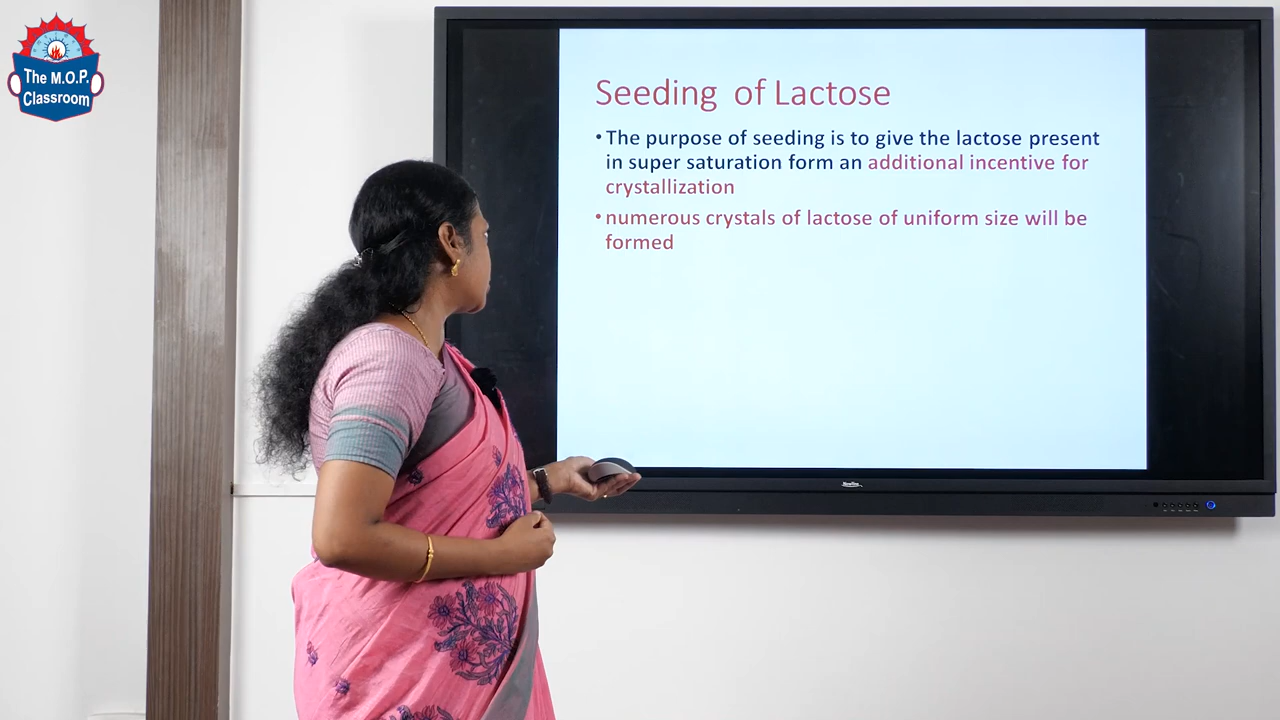 The M.O.P.
Classroom
Seeding of Lactose
• The purpose of seeding is to give the lactose present
in super saturation form an additional incentive for
crystallization
• numerous crystals of lactose of uniform size will be
formed